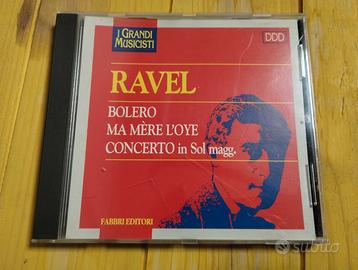 I GRANDI
MUSICISTI
DDD
RAVEL
BOLERO
MA MÈRE L'OYE
CONCERTO in Sol magg.
FABBRI EDITORI
subito